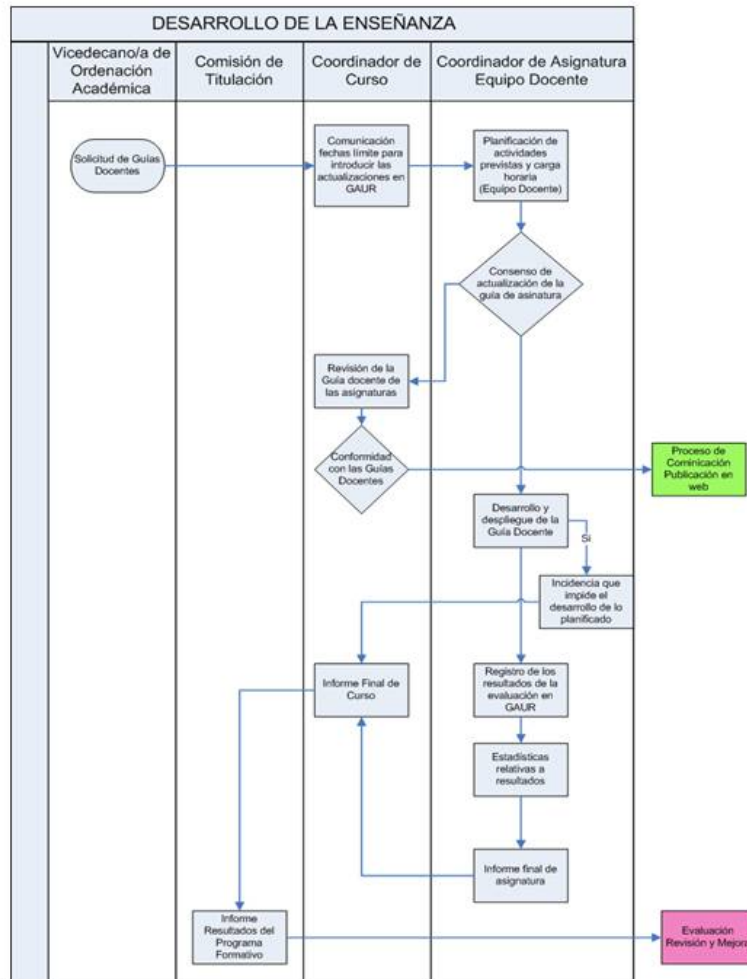 DESARROLLO DE LA ENSEÑANZA
Vicedecano/a de
Ordenación
Académica
Comisión de
Titulación
Coordinador de
Curso
Coordinador de Asignatura
Equipo Docente
Solicitud de Guías
Docentes
Comunicación
fechas límite para
introducir las
actualizaciones en
GAUR
Planificación de
actividades
previstas y carga
horaria
(Equipo Docente)
Consenso de
actualización de la
guía de asinatura
Revisión de la
Guía docente de
las asignaturas
Conformidad
con las Guías
Docentes
Proceso de
Cominicación
Publicación en
web
Desarrollo y
despliegue de la
Guía Docente
Si
Incidencia que
impide el
desarrollo de lo
planificado
Informe Final de
Curso
Registro de los
resultados de la
evaluación en
GAUR
Estadísticas
relativas a
resultados
Informe final de
asignatura
Informe
Resultados del
Programa
Formativo
Evaluación
Revisión y Mejora